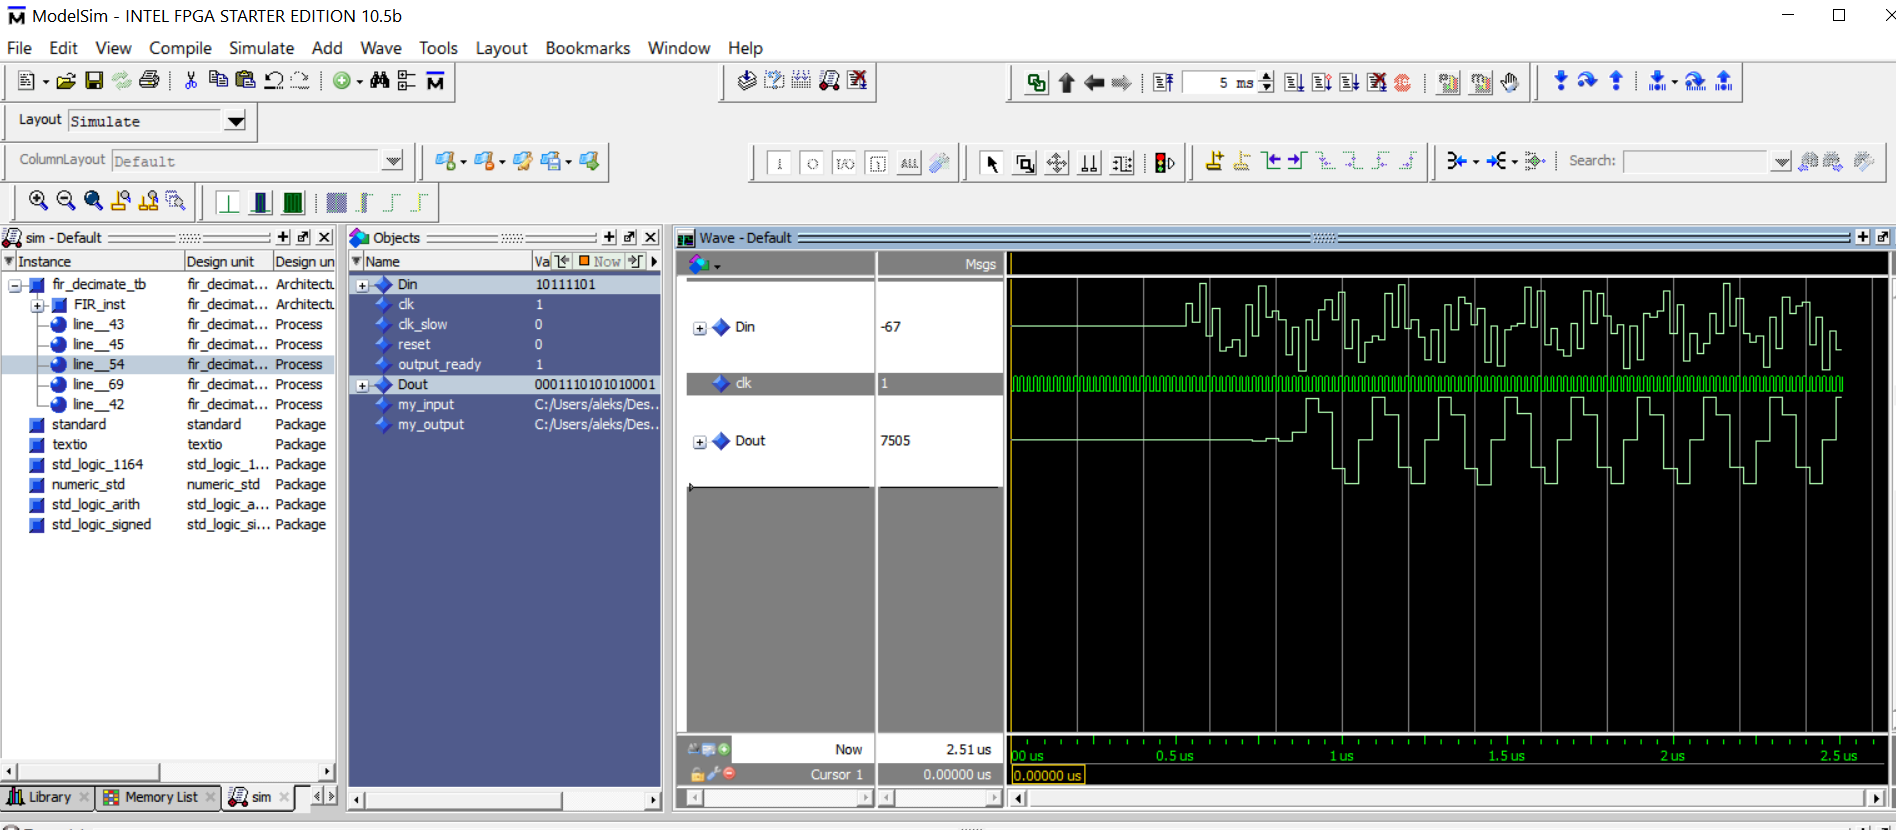 ModelSim - INTEL FPGA STARTER EDITION 10.5b
File Edit View Compile Simulate Add Wave Tools Layout Bookmarks Window Help
5 ms
Layout Simulate
ColumnLayout Default
Search:
sim - Default
Instance Design unit Design un
fir_decimate_tb fir_decimat... Architectu
FIR_inst fir_decimat... Architectu
line__43 fir_decimat... Process
line__45 fir_decimat... Process
line__54 fir_decimat... Process
line__69 fir_decimat... Process
line__42 fir_decimat... Process
standard standard Package
textio textio Package
std_logic_1164 std_logic_1... Package
numeric_std numeric_std Package
std_logic_arith std_logic_a... Package
std_logic_signed std_logic_si... Package
Library Memory List sim
Objects
Name Va Now
Din 10111101
clk 1
clk_slow 0
reset 0
output_ready 1
Dout 0001110101010001
my_input C:/Users/aleks/Des..
my_output C:/Users/aleks/Des..
Wave - Default
Msgs
Din -67
clk 1
Dout 7505
Now 2.51 us
Cursor 1 0.00000 us
00 us 0.5 us 1 us 1.5 us 2 us 2.5 us
0.00000 us